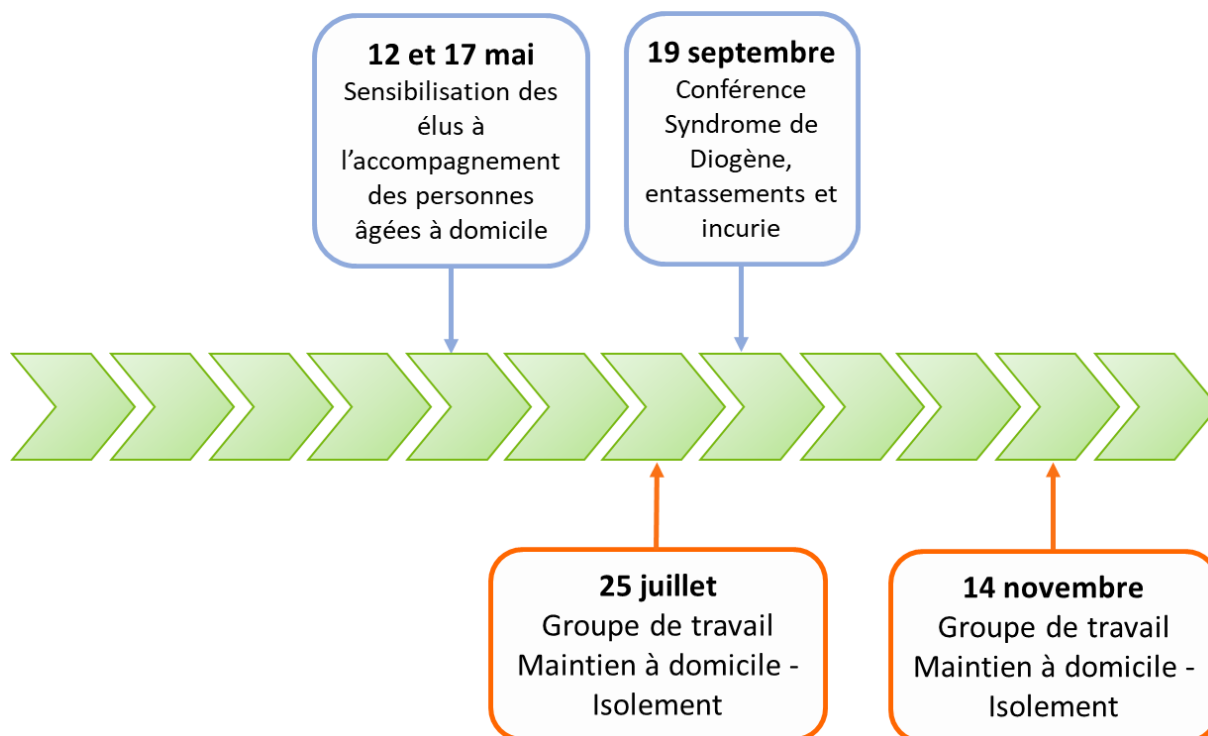 12 et 17 mai
Sensibilisation des
élus à
l’accompagnement
des personnes
âgées à domicile
19 septembre
Conférence
Syndrome de
Diogène,
entassements et
incurie
25 juillet
Groupe de travail
Maintien à domicile -
Isolement
14 novembre
Groupe de travail
Maintien à domicile -
Isolement